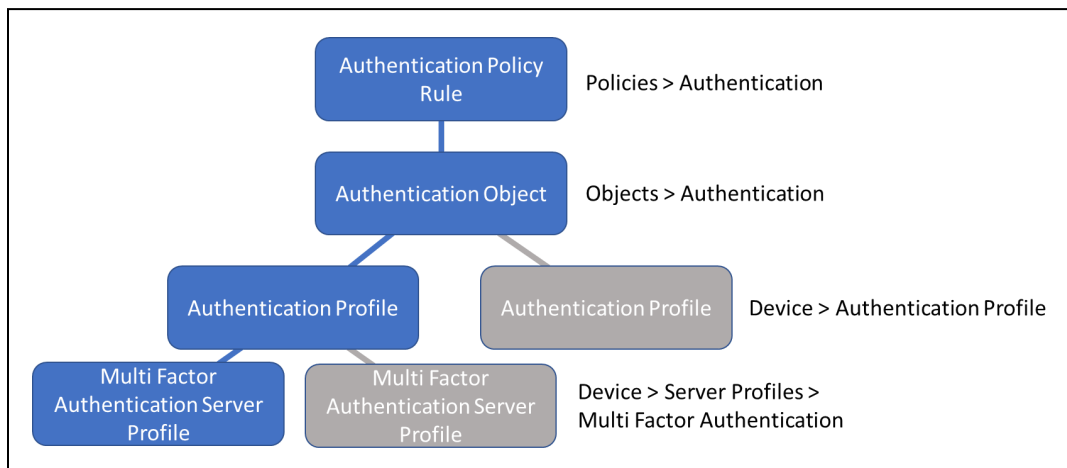 Authentication Policy
Rule
Policies > Authentication
Authentication Object
Objects > Authentication
Authentication Profile
Authentication Profile
Device > Authentication Profile
Multi Factor
Authentication Server
Profile
Multi Factor
Authentication Server
Profile
Device > Server Profiles >
Multi Factor Authentication